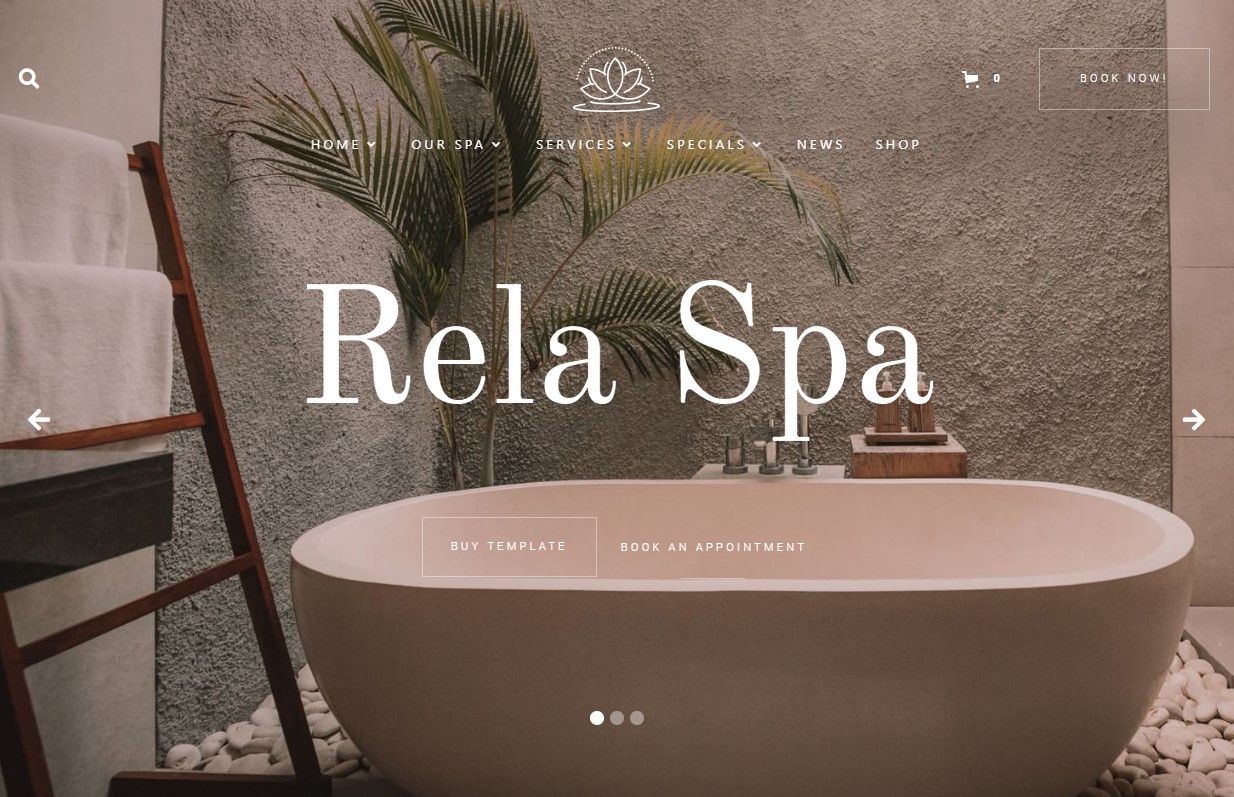 0
BOOK NOW!
HOME OUR SPA SERVICES SPECIALS NEWS SHOP
Rela Spa
BUY TEMPLATE BOOK AN APPOINTMENT